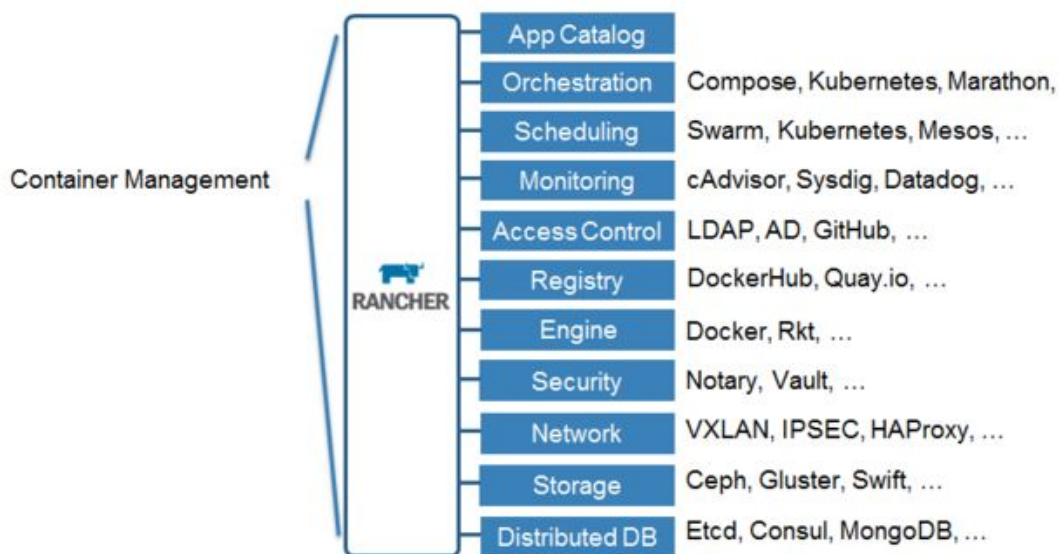 App Catalog
Orchestration Compose, Kubernetes, Marathon,
Scheduling Swarm, Kubernetes, Mesos, …
Container Management
Monitoring cAdvisor, Sysdig, Datadog, …
Access Control LDAP, AD, GitHub, …
RANCHER
Registry DockerHub, Quay.io, …
Engine Docker, Rkt, …
Security Notary, Vault, …
Network VXLAN, IPSEC, HAProxy, …
Storage Ceph, Gluster, Swift, …
Distributed DB Etcd, Consul, MongoDB, …